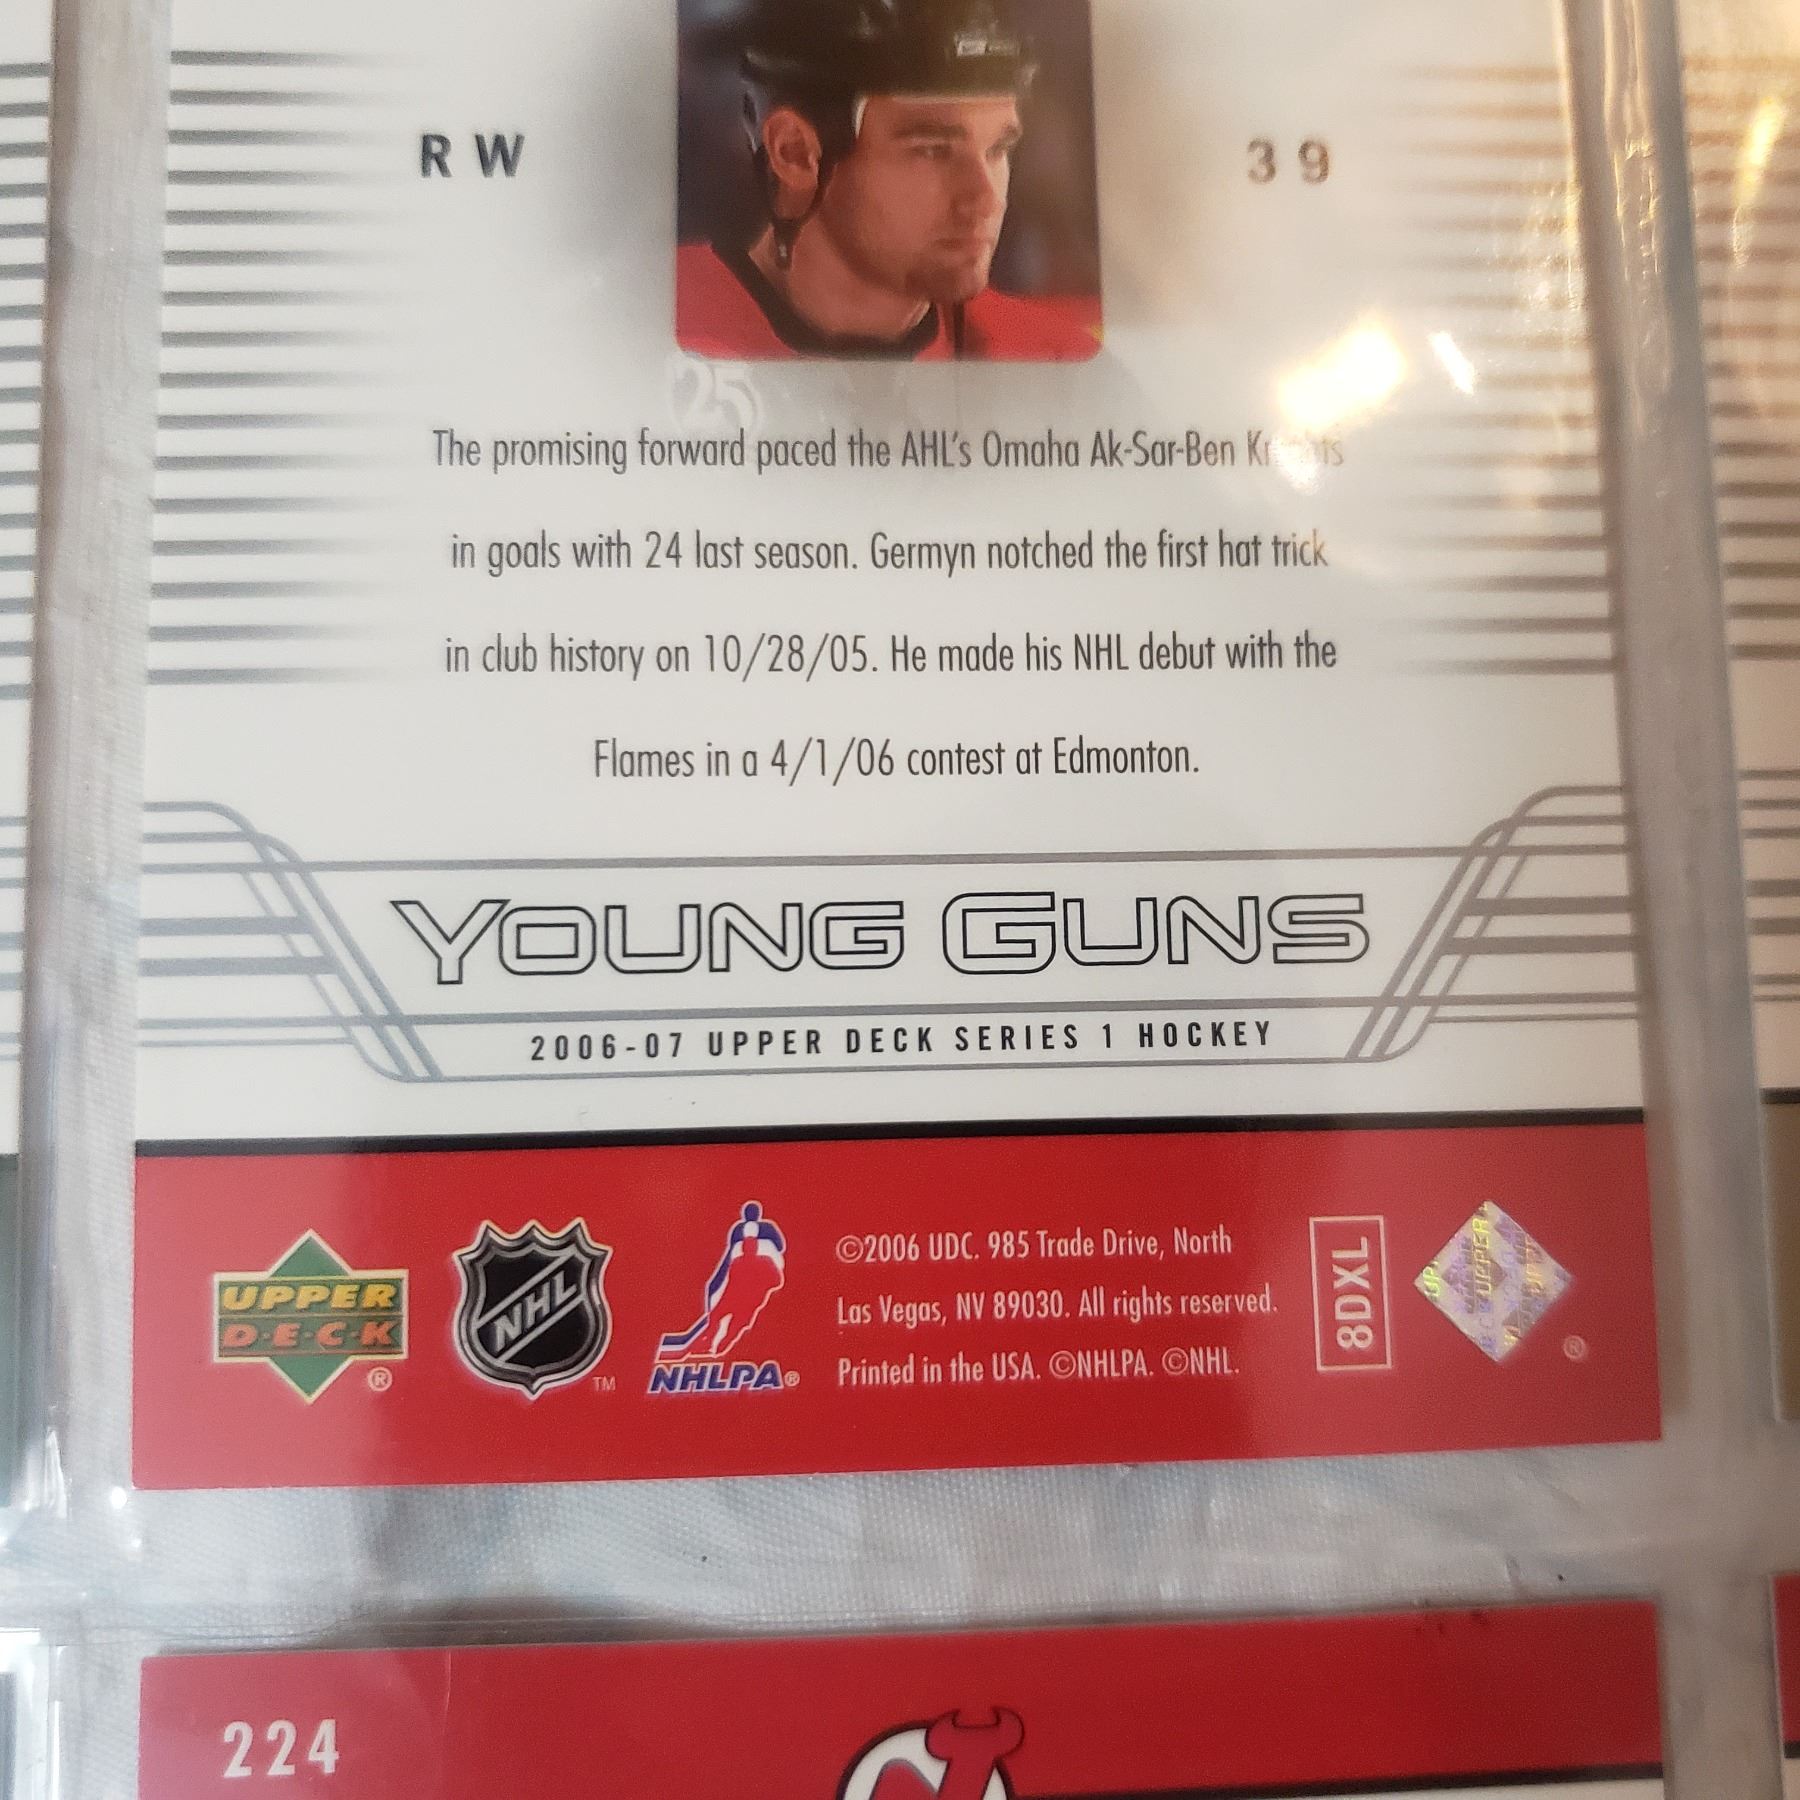 RW 39
25
The promising forward paced the AHL's Omaha Ak-Sar-Ben
in goals with 24 last season. Germyn notched the first hat trick
in club history on 10/28/05. He made his NHL debut with the
Flames in a 4/1/06 contest at Edmonton.
YOUNG GUNS
2006-07 UPPER DECK SERIES 1 HOCKEY
UPPER
D·E·C·K
®
NHL
TM
NHLPA®
©2006 UDC. 985 Trade Drive, North
Las Vegas, NV 89030. All rights reserved.
Printed in the USA. ©NHLPA. ©NHL.
8DXL
UPPER
®
224